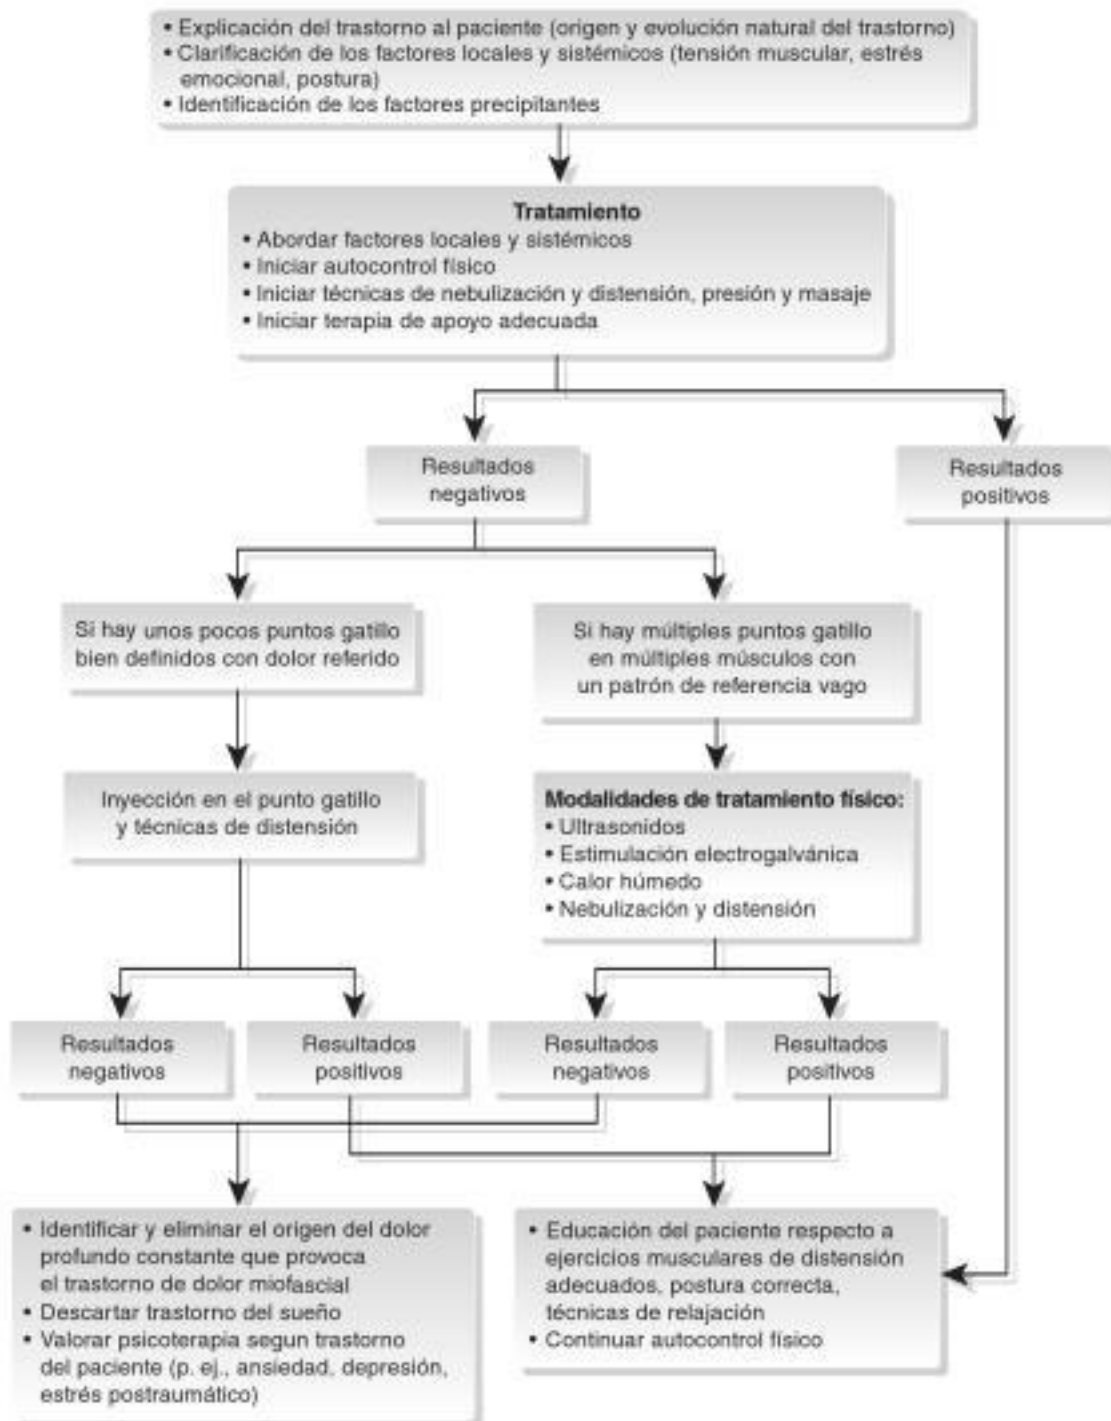 • Explicación del trastorno al paciente (origen y evolución natural del trastorno)
• Clarificación de los factores locales y sistémicos (tensión muscular, estrés
emocional, postura)
• Identificación de los factores precipitantes
Tratamiento
• Abordar factores locales y sistémicos
• Iniciar autocontrol físico
• Iniciar técnicas de nebulización y distensión, presión y masaje
• Iniciar terapia de apoyo adecuada
Resultados
negativos
Resultados
positivos
Si hay unos pocos puntos gatillo
bien definidos con dolor referido
Si hay múltiples puntos gatillo
en múltiples músculos con
un patrón de referencia vago
Inyección en el punto gatillo
y técnicas de distensión
Modalidades de tratamiento físico:
• Ultrasonidos
• Estimulación electrogalvánica
• Calor húmedo
• Nebulización y distensión
Resultados
negativos
Resultados
positivos
Resultados
negativos
Resultados
positivos
• Identificar y eliminar el origen del dolor
profundo constante que provoca
el trastorno de dolor miofascial
• Descartar trastorno del sueño
• Valorar psicoterapia segun trastorno
del paciente (p. ej., ansiedad, depresión,
estrés postraumático)
• Educación del paciente respecto a
ejercicios musculares de distensión
adecuados, postura correcta,
técnicas de relajación
• Continuar autocontrol físico